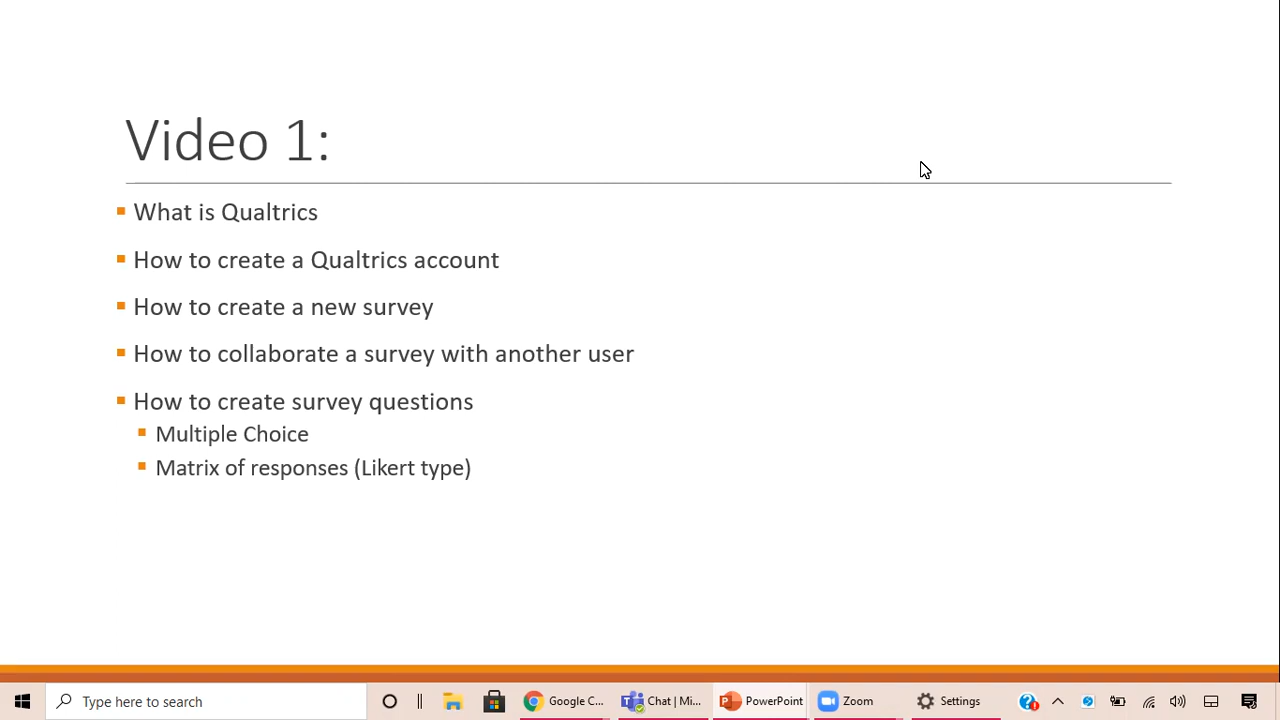 Video 1:
What is Qualtrics
How to create a Qualtrics account
How to create a new survey
How to collaborate a survey with another user
How to create survey questions
Multiple Choice
Matrix of responses (Likert type)
Type here to search
Google C...
Chat | Mi...
PowerPoint
Zoom
Settings